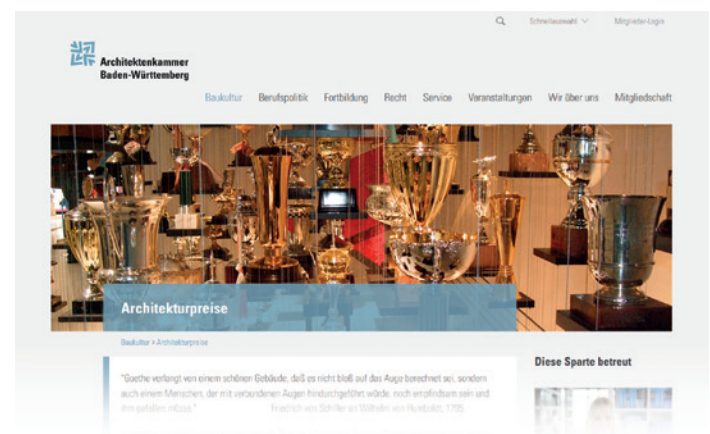 Schnellauswahl
Mitglieder-Login
Architektenkammer
Baden-Württemberg
Baukultur Berufspolitik Fortbildung Recht Service Veranstaltungen Wir über uns Mitgliedschaft
Architekturpreise
Baukultur > Architekturpreise
Diese Sparte betreut
"Goethe verlangt von einem schönen Gebäude, daß es nicht bloß auf das Auge berechnet sei, sondern
auch einem Menschen, der mit verbundenen Augen hindurchgeführt würde, noch empfindsam sein und
ihm gefallen müsse." Friedrich von Schiller an Wilhelm von Humboldt, 1795